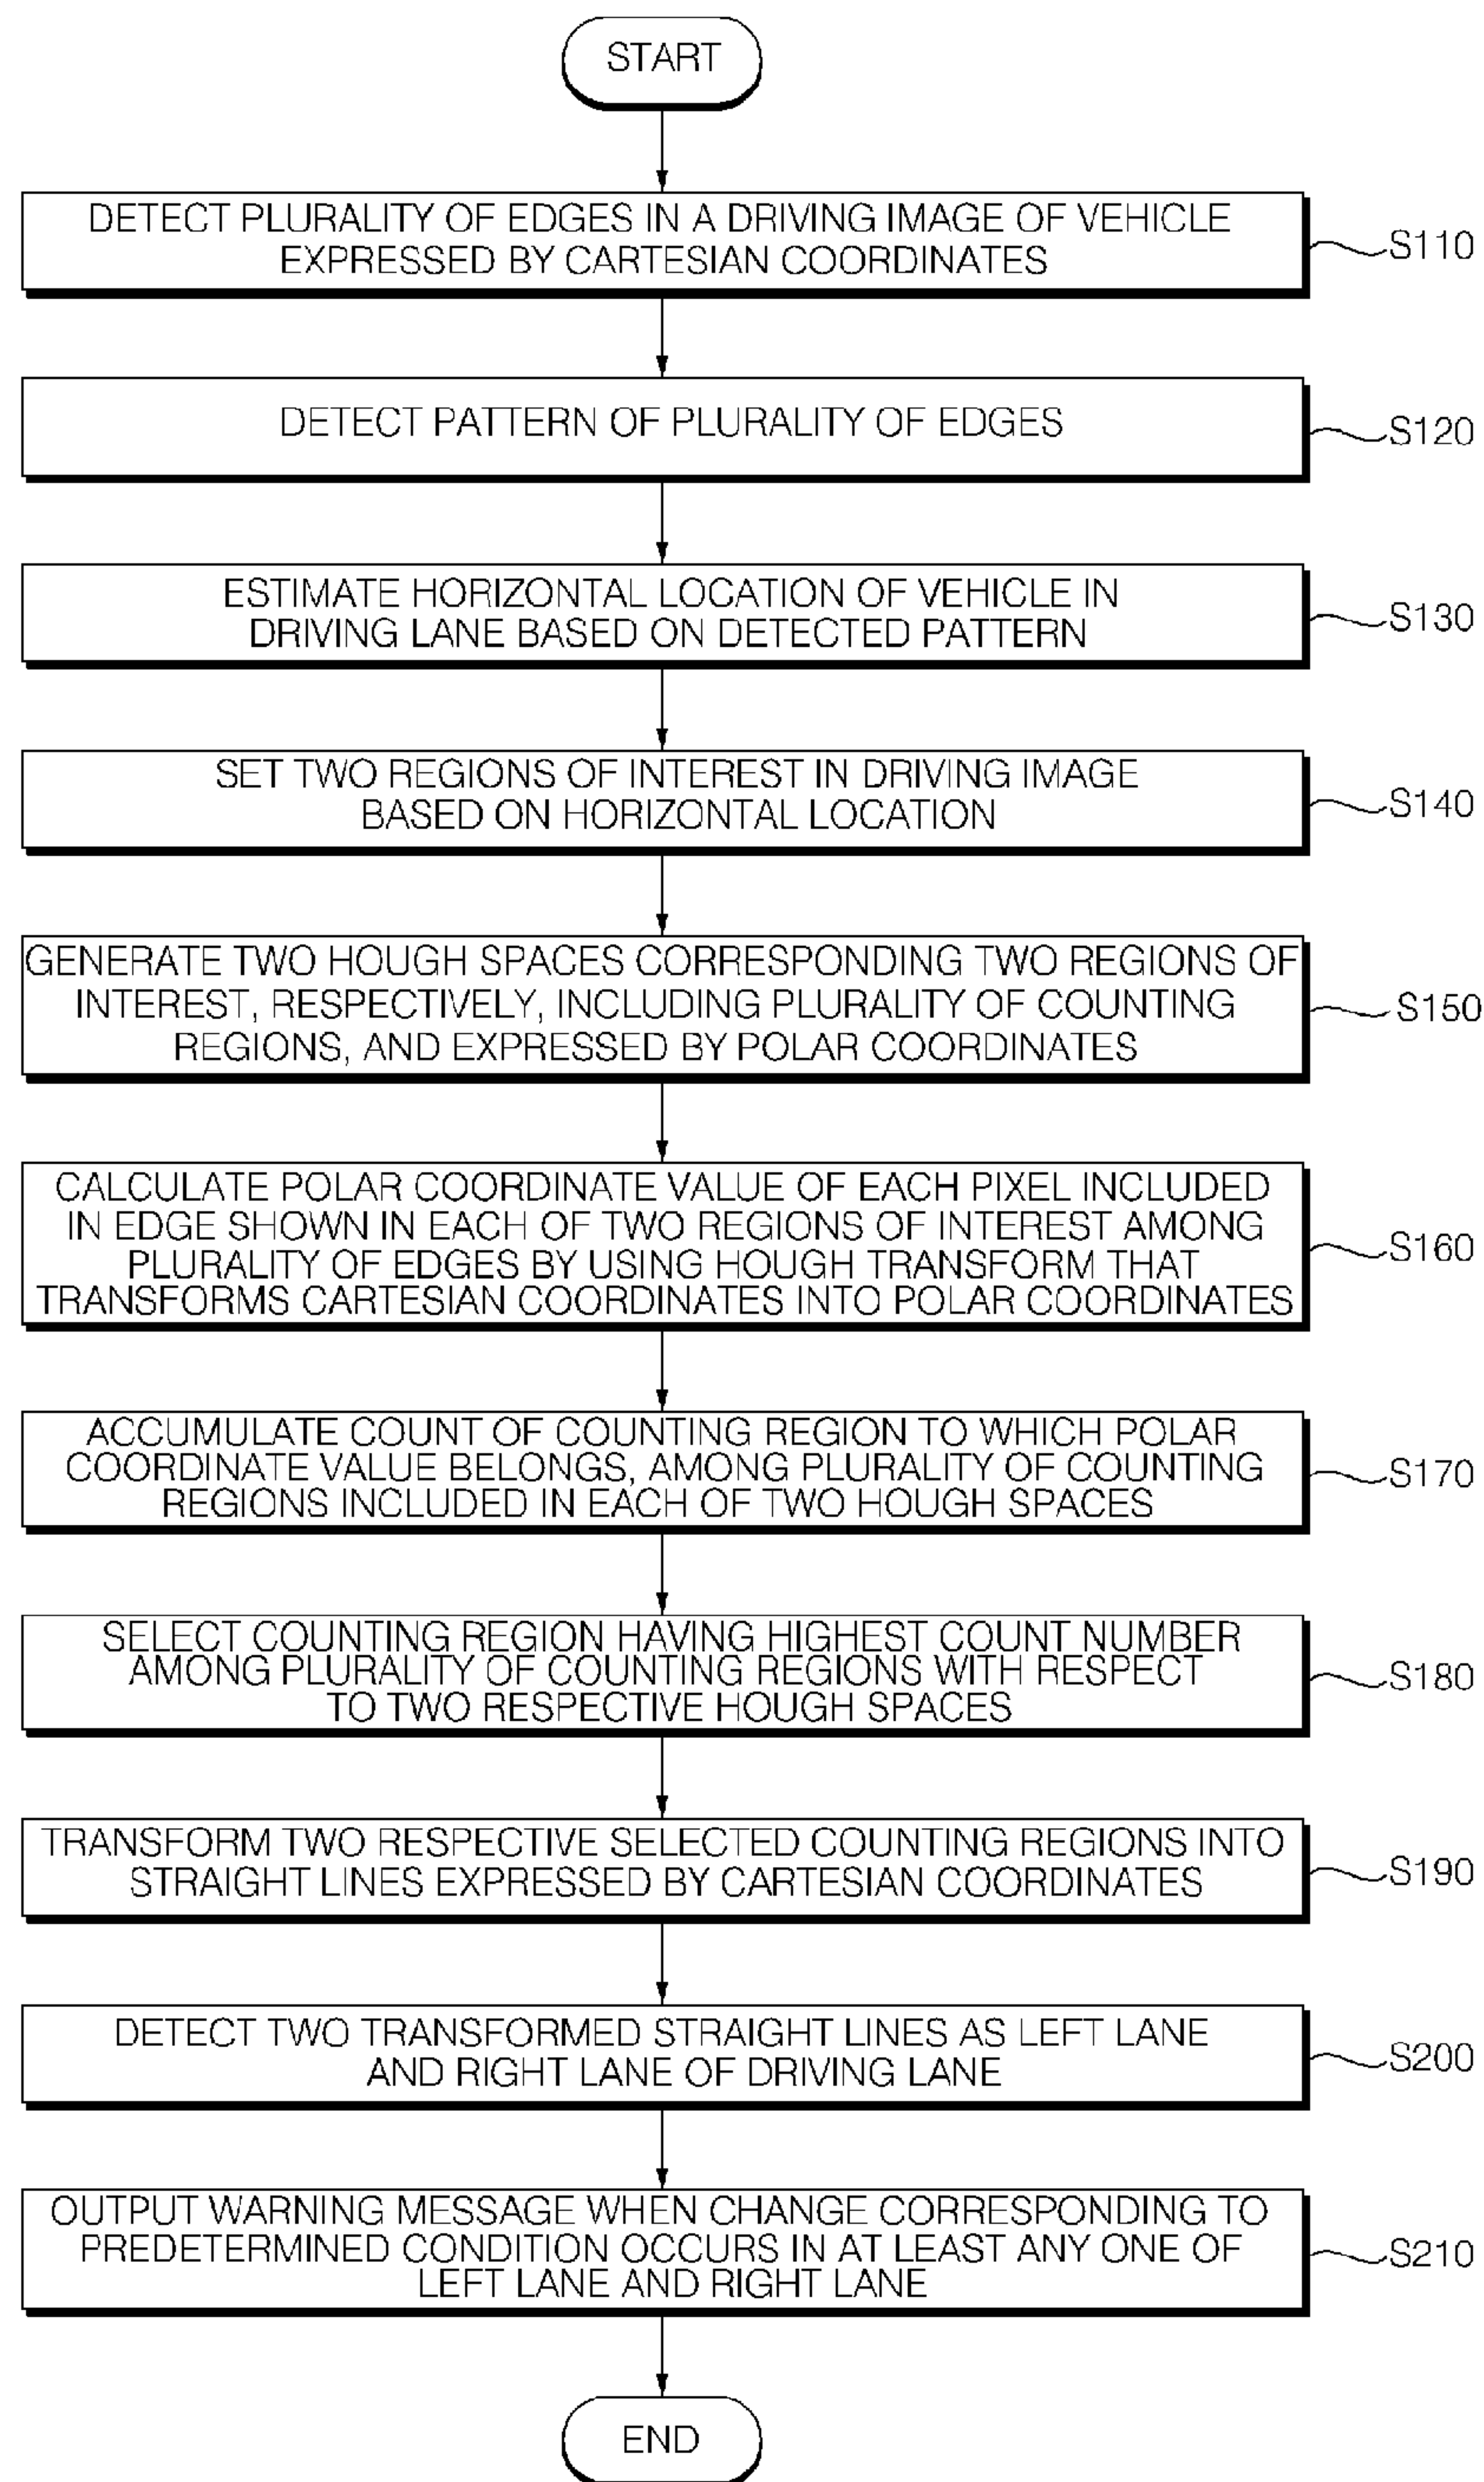 START
DETECT PLURALITY OF EDGES IN A DRIVING IMAGE OF VEHICLE
EXPRESSED BY CARTESIAN COORDINATES
S110
DETECT PATTERN OF PLURALITY OF EDGES
S120
ESTIMATE HORIZONTAL LOCATION OF VEHICLE IN
DRIVING LANE BASED ON DETECTED PATTERN
S130
SET TWO REGIONS OF INTEREST IN DRIVING IMAGE
BASED ON HORIZONTAL LOCATION
S140
GENERATE TWO HOUGH SPACES CORRESPONDING TWO REGIONS OF
INTEREST, RESPECTIVELY, INCLUDING PLURALITY OF COUNTING
REGIONS, AND EXPRESSED BY POLAR COORDINATES
S150
CALCULATE POLAR COORDINATE VALUE OF EACH PIXEL INCLUDED
IN EDGE SHOWN IN EACH OF TWO REGIONS OF INTEREST AMONG
PLURALITY OF EDGES BY USING HOUGH TRANSFORM THAT
TRANSFORMS CARTESIAN COORDINATES INTO POLAR COORDINATES
S160
ACCUMULATE COUNT OF COUNTING REGION TO WHICH POLAR
COORDINATE VALUE BELONGS, AMONG PLURALITY OF COUNTING
REGIONS INCLUDED IN EACH OF TWO HOUGH SPACES
S170
SELECT COUNTING REGION HAVING HIGHEST COUNT NUMBER
AMONG PLURALITY OF COUNTING REGIONS WITH RESPECT
TO TWO RESPECTIVE HOUGH SPACES
S180
TRANSFORM TWO RESPECTIVE SELECTED COUNTING REGIONS INTO
STRAIGHT LINES EXPRESSED BY CARTESIAN COORDINATES
S190
DETECT TWO TRANSFORMED STRAIGHT LINES AS LEFT LANE
AND RIGHT LANE OF DRIVING LANE
S200
OUTPUT WARNING MESSAGE WHEN CHANGE CORRESPONDING TO
PREDETERMINED CONDITION OCCURS IN AT LEAST ANY ONE OF
LEFT LANE AND RIGHT LANE
S210
END